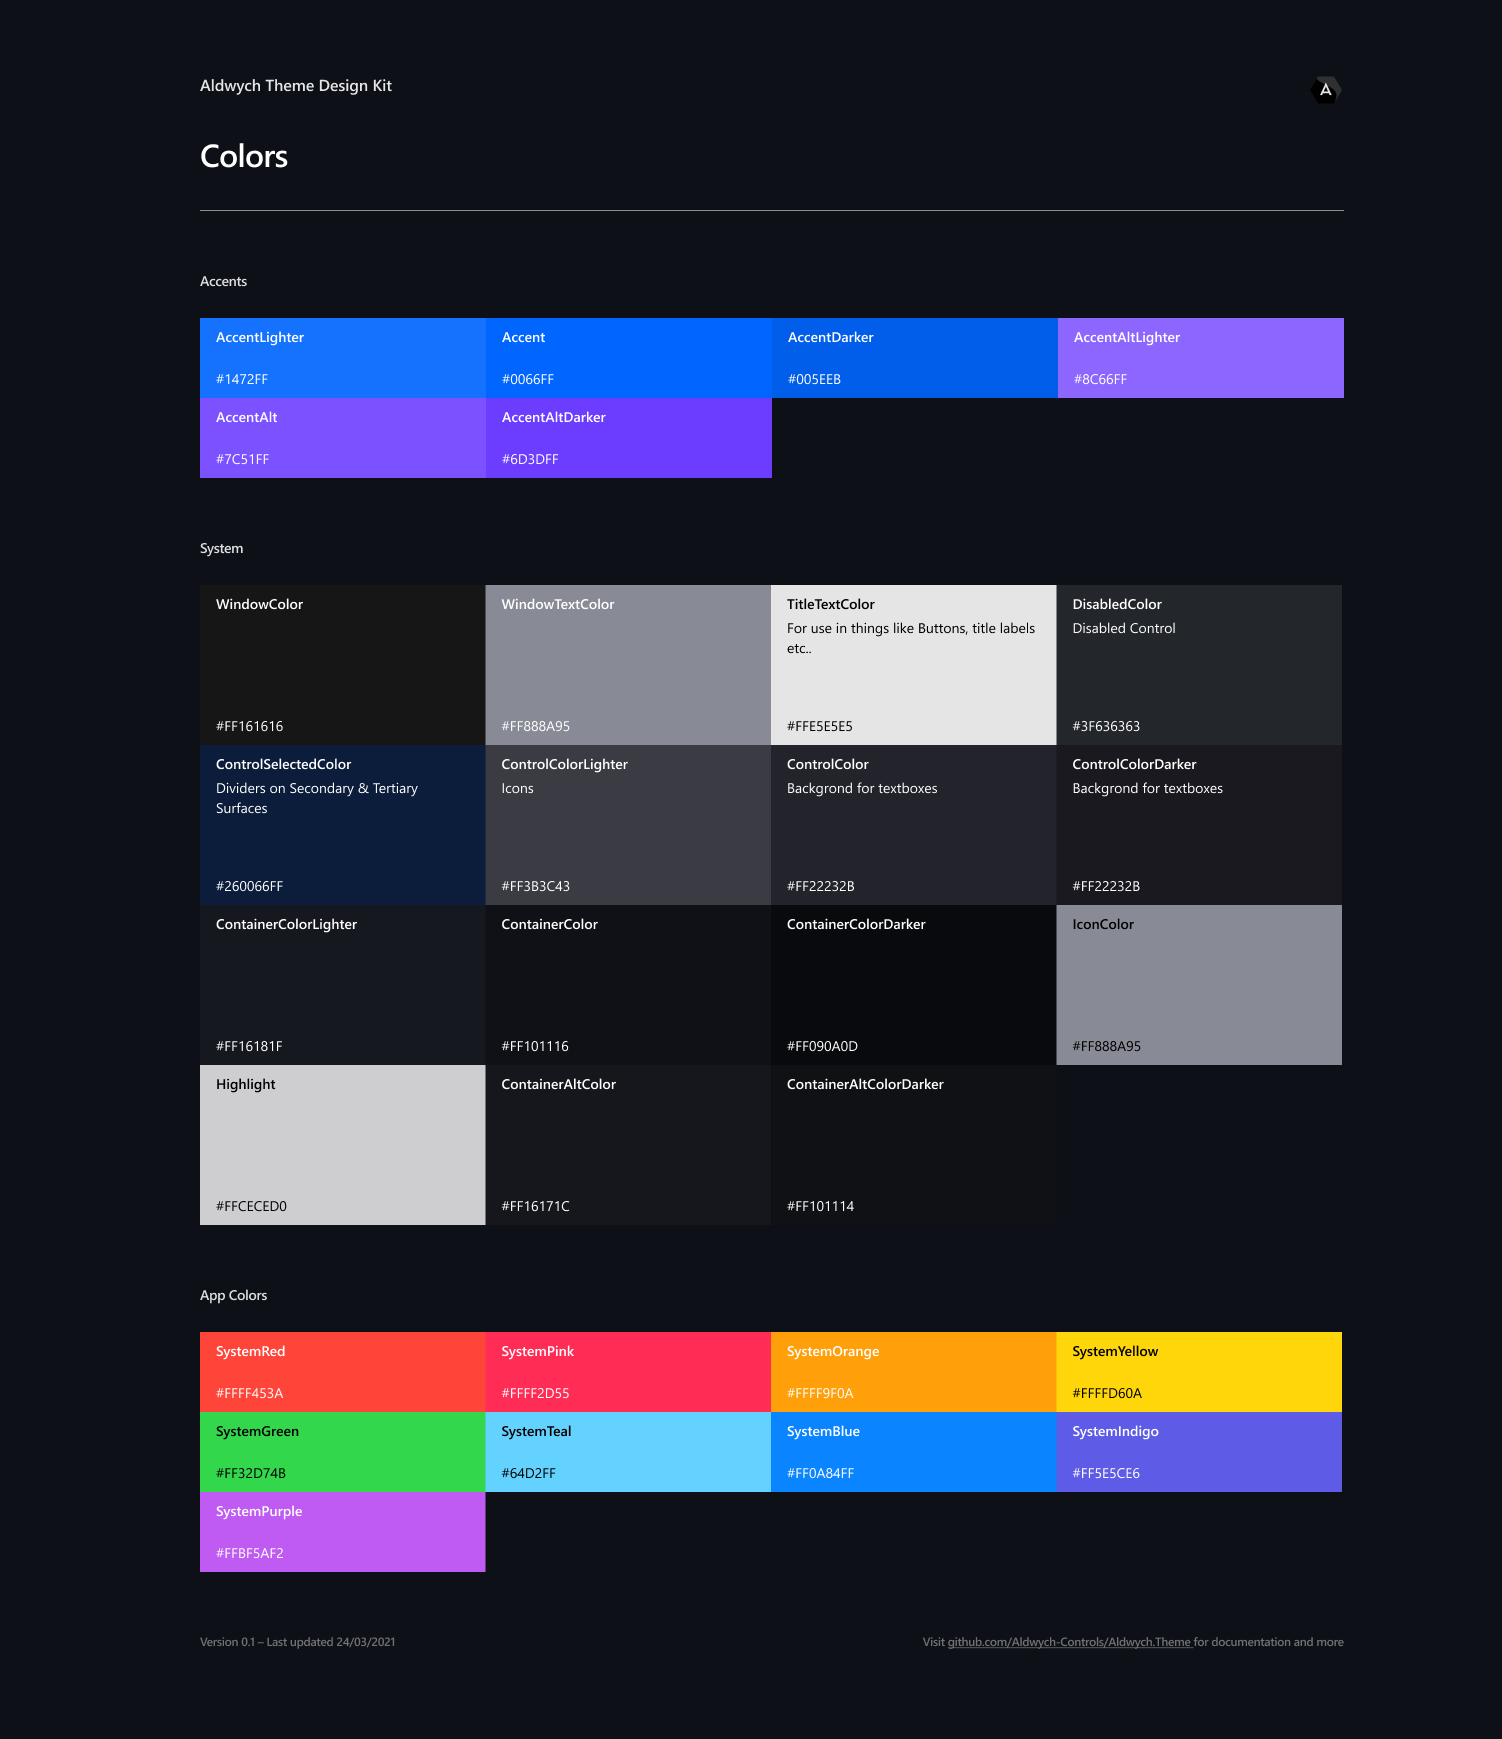 Aldwych Theme Design Kit
A
Colors
Accents
AccentLighter
#1472FF
Accent
#0066FF
AccentDarker
#005EEB
AccentAltLighter
#8C66FF
AccentAlt
#7C51FF
AccentAltDarker
#6D3DFF
System
WindowColor
#FF161616
WindowTextColor
#FF888A95
TitleTextColor
For use in things like Buttons, title labels
etc..
#FFE5E5E5
DisabledColor
Disabled Control
#3F636363
ControlSelectedColor
Dividers on Secondary & Tertiary
Surfaces
#260066FF
ControlColorLighter
Icons
#FF3B3C43
ControlColor
Backgrond for textboxes
#FF22232B
ControlColorDarker
Backgrond for textboxes
#FF22232B
ContainerColorLighter
#FF16181F
ContainerColor
#FF101116
ContainerColorDarker
#FF090A0D
IconColor
#FF888A95
Highlight
#FFCECED0
ContainerAltColor
#FF16171C
ContainerAltColorDarker
#FF101114
App Colors
SystemRed
#FFFF453A
SystemPink
#FFFF2D55
SystemOrange
#FFFF9F0A
SystemYellow
#FFFFD60A
SystemGreen
#FF32D74B
SystemTeal
#64D2FF
SystemBlue
#FF0A84FF
SystemIndigo
#FF5E5CE6
SystemPurple
#FFBF5AF2
Version 0.1 – Last updated 24/03/2021
Visit github.com/Aldwych-Controls/Aldwych.Theme for documentation and more